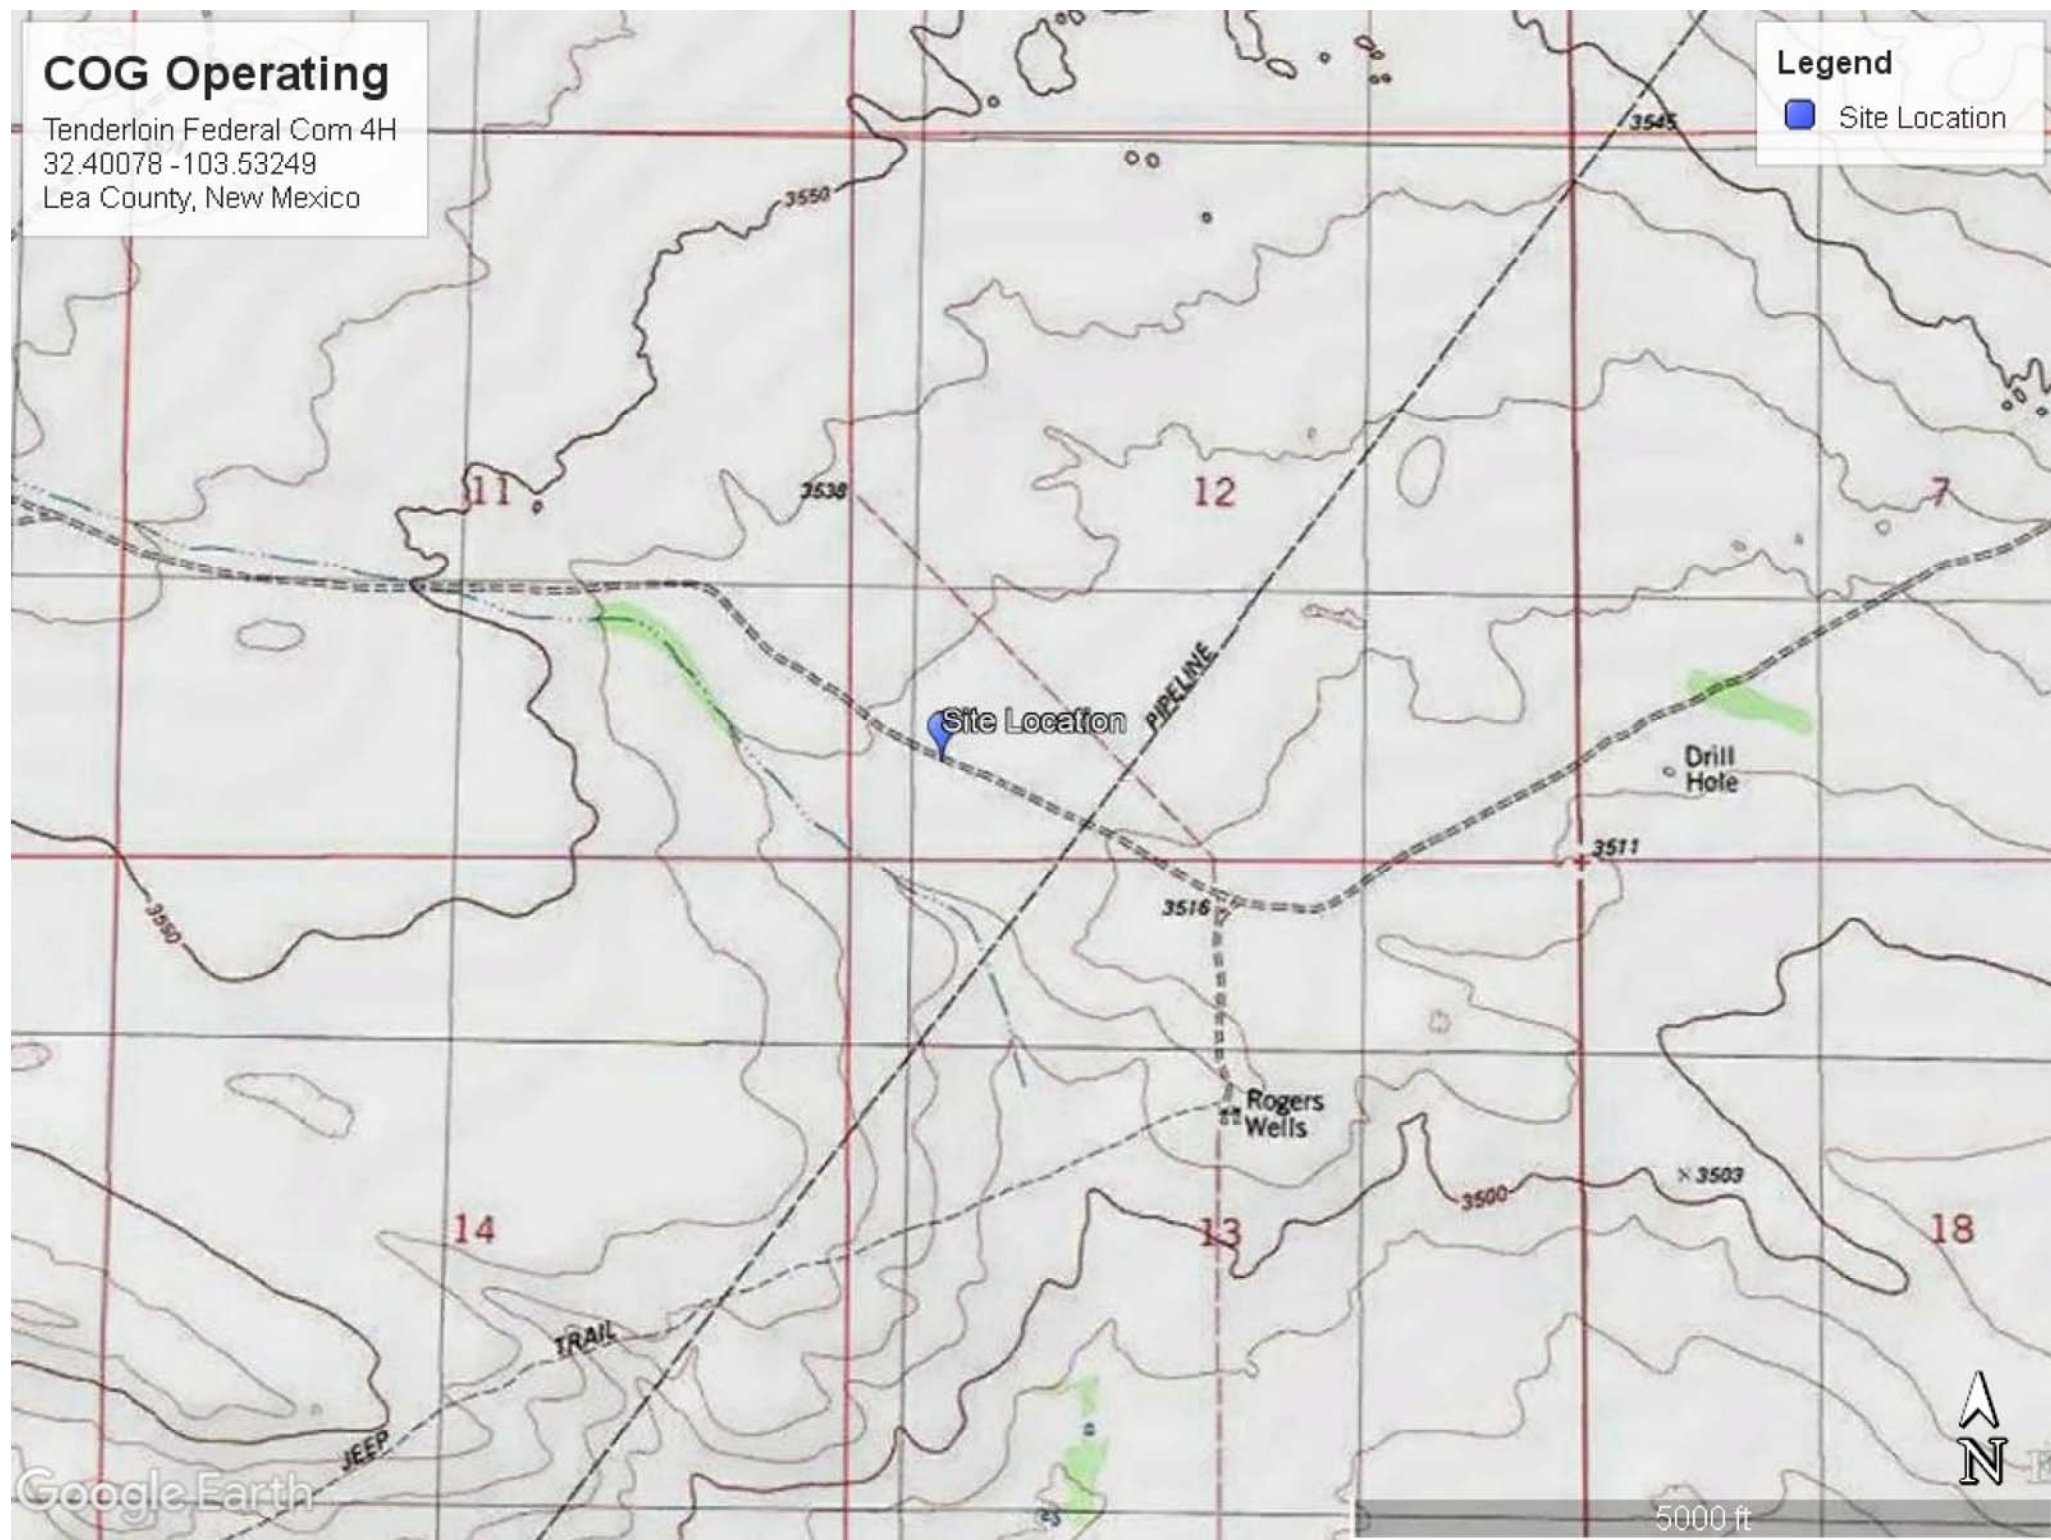 COG Operating
Tenderloin Federal Com 4H
32.40078 -103.53249
Lea County, New Mexico
Legend
Site Location
3545
3550
11
3538
12
7
Site Location
PIPELINE
Drill
Hole
3511
3550
3516
Rogers
Wells
3503
3500
14
13
18
TRAIL
JEEP
N
Google Earth
5000 ft